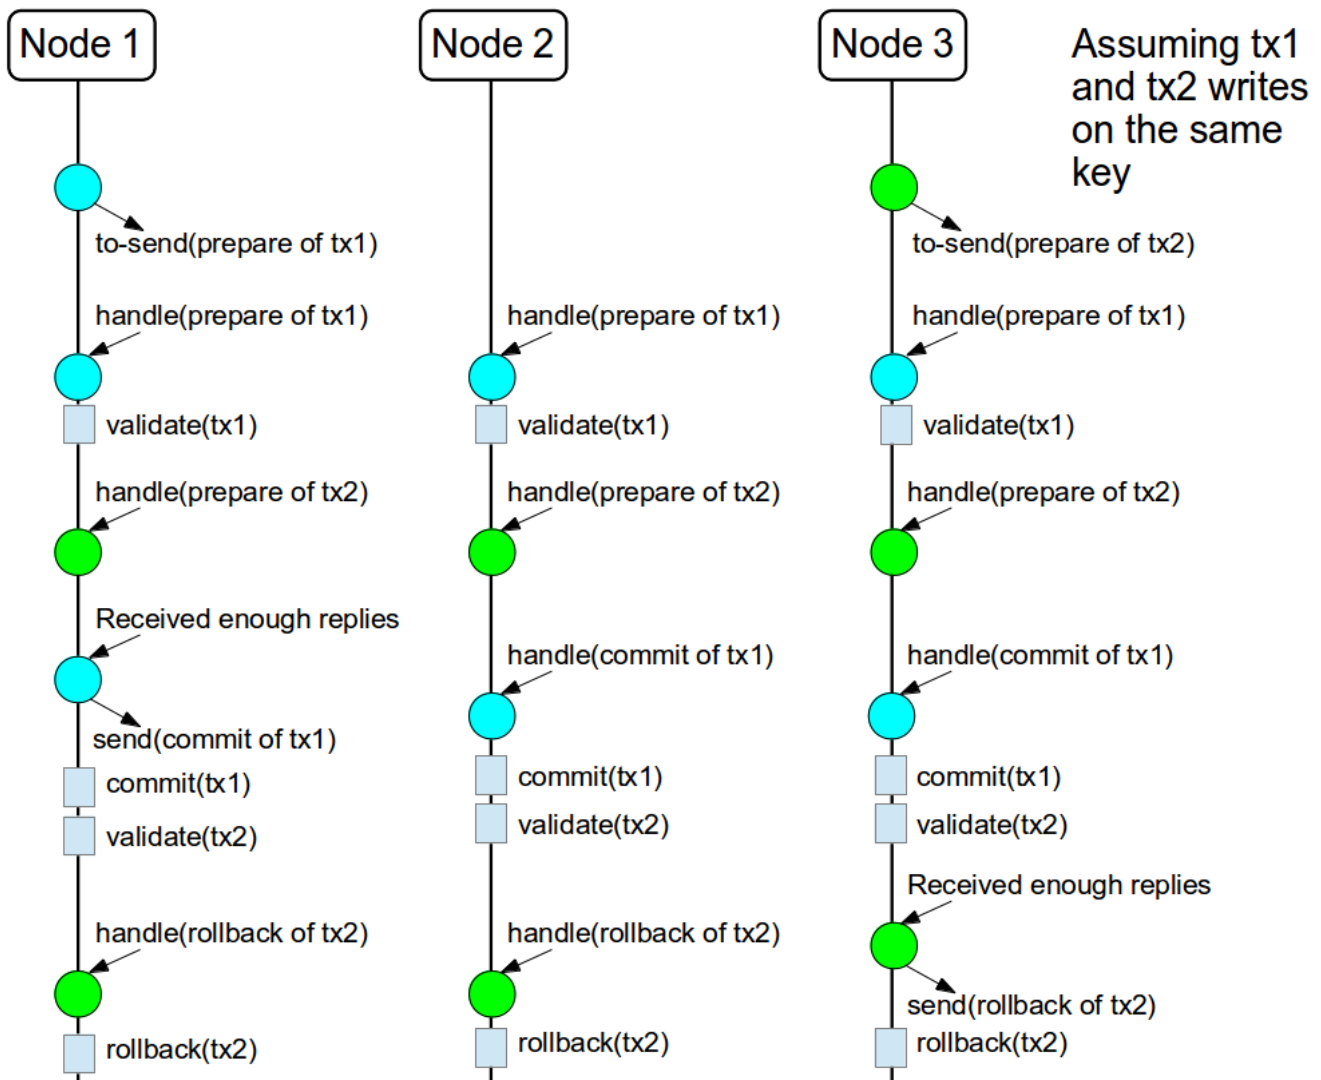 Node 1
Node 2
Node 3
Assuming tx1
and tx2 writes
on the same
key
to-send(prepare of tx1)
to-send(prepare of tx2)
handle(prepare of tx1)
handle(prepare of tx1)
handle(prepare of tx1)
validate(tx1)
validate(tx1)
validate(tx1)
handle(prepare of tx2)
handle(prepare of tx2)
handle(prepare of tx2)
Received enough replies
handle(commit of tx1)
handle(commit of tx1)
send(commit of tx1)
commit(tx1)
commit(tx1)
commit(tx1)
validate(tx2)
validate(tx2)
validate(tx2)
Received enough replies
handle(rollback of tx2)
handle(rollback of tx2)
send(rollback of tx2)
rollback(tx2)
rollback(tx2)
rollback(tx2)